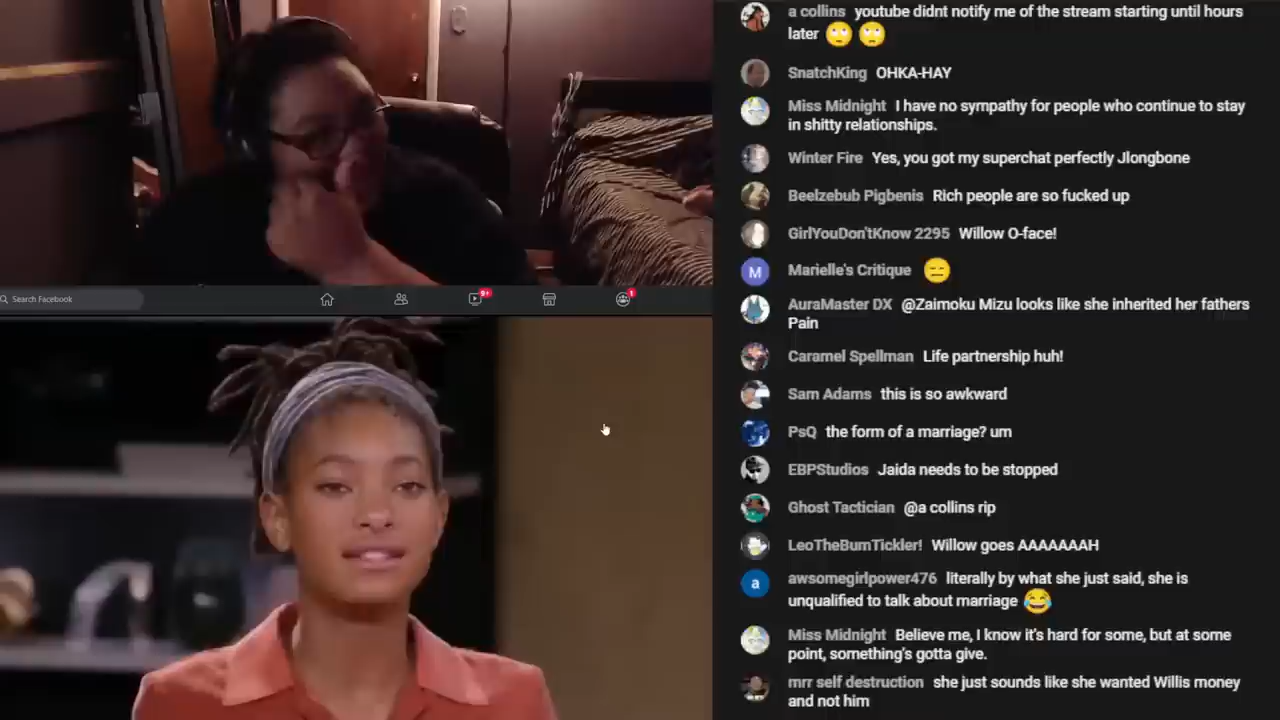 a collins youtube didnt notify me of the stream starting until hours
later 🙄 🙄
SnatchKing OHKA-HAY
Miss Midnight I have no sympathy for people who continue to stay
in shitty relationships.
Winter Fire Yes, you got my superchat perfectly Jlongbone
Beelzebub Pigbenis Rich people are so fucked up
GirlYouDon'tKnow 2295 Willow O-face!
M
Marielle's Critique 😑
AuraMaster DX @Zaimoku Mizu looks like she inherited her fathers
Pain
Caramel Spellman Life partnership huh!
Sam Adams this is so awkward
PsQ the form of a marriage? um
EBPStudios Jaida needs to be stopped
Ghost Tactician @a collins rip
LeoTheBumTickler! Willow goes AAAAAAAH
a
awsomegirlpower476 literally by what she just said, she is
unqualified to talk about marriage 😂
Miss Midnight Believe me, I know it's hard for some, but at some
point, something's gotta give.
mrr self destruction she just sounds like she wanted Willis money
and not him
Search Facebook
9+
1